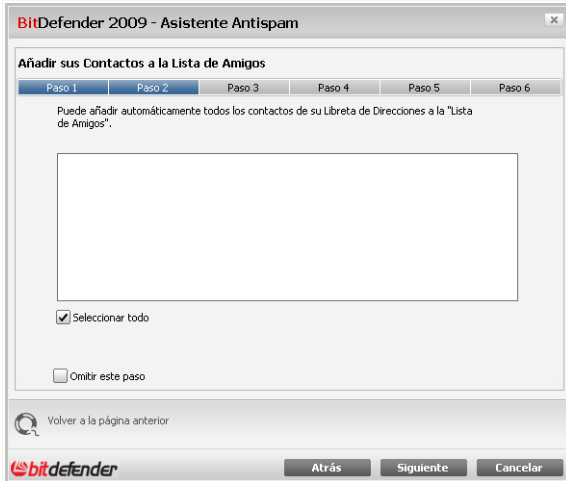 BitDefender 2009 - Asistente Antispam
Añadir sus Contactos a la Lista de Amigos
Paso 1 Paso 2 Paso 3 Paso 4 Paso 5 Paso 6
Puede añadir automáticamente todos los contactos de su Libreta de Direcciones a la "Lista
de Amigos".
Seleccionar todo
Omitir este paso
Volver a la página anterior
bitdefender Atrás Siguiente Cancelar